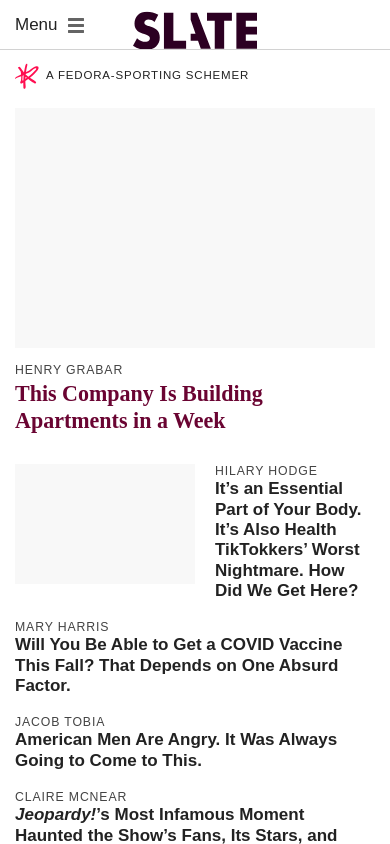 Menu
SLATE
A FEDORA-SPORTING SCHEMER
HENRY GRABAR
This Company Is Building
Apartments in a Week
HILARY HODGE
It’s an Essential
Part of Your Body.
It’s Also Health
TikTokkers’ Worst
Nightmare. How
Did We Get Here?
MARY HARRIS
Will You Be Able to Get a COVID Vaccine
This Fall? That Depends on One Absurd
Factor.
JACOB TOBIA
American Men Are Angry. It Was Always
Going to Come to This.
CLAIRE MCNEAR
Jeopardy!’s Most Infamous Moment
Haunted the Show’s Fans, Its Stars, and